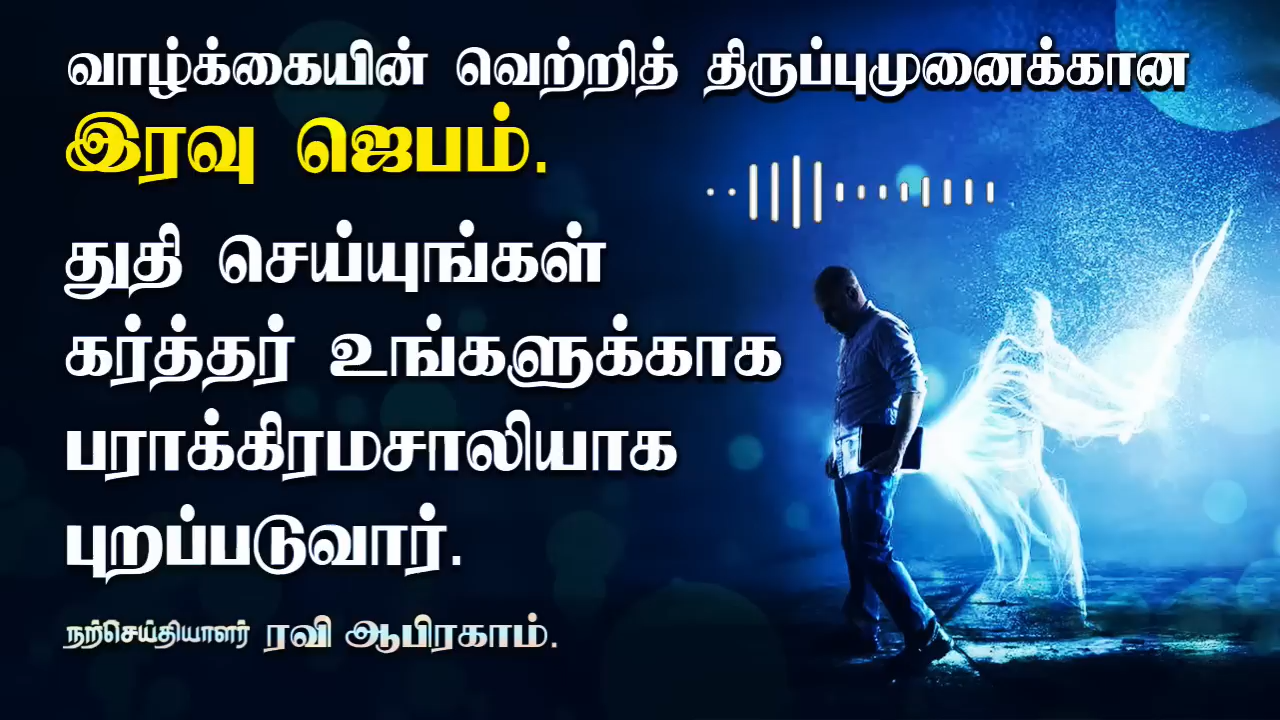 வாழ்க்கையின் வெற்றித் திருப்புமுனைக்கான
இரவு ஜெபம்.
துதி செய்யுங்கள்
கர்த்தர் உங்களுக்காக
பராக்கிரமசாலியாக
புறப்படுவார்.
நற்செய்தியாளர் ரவி ஆபிரகாம்.